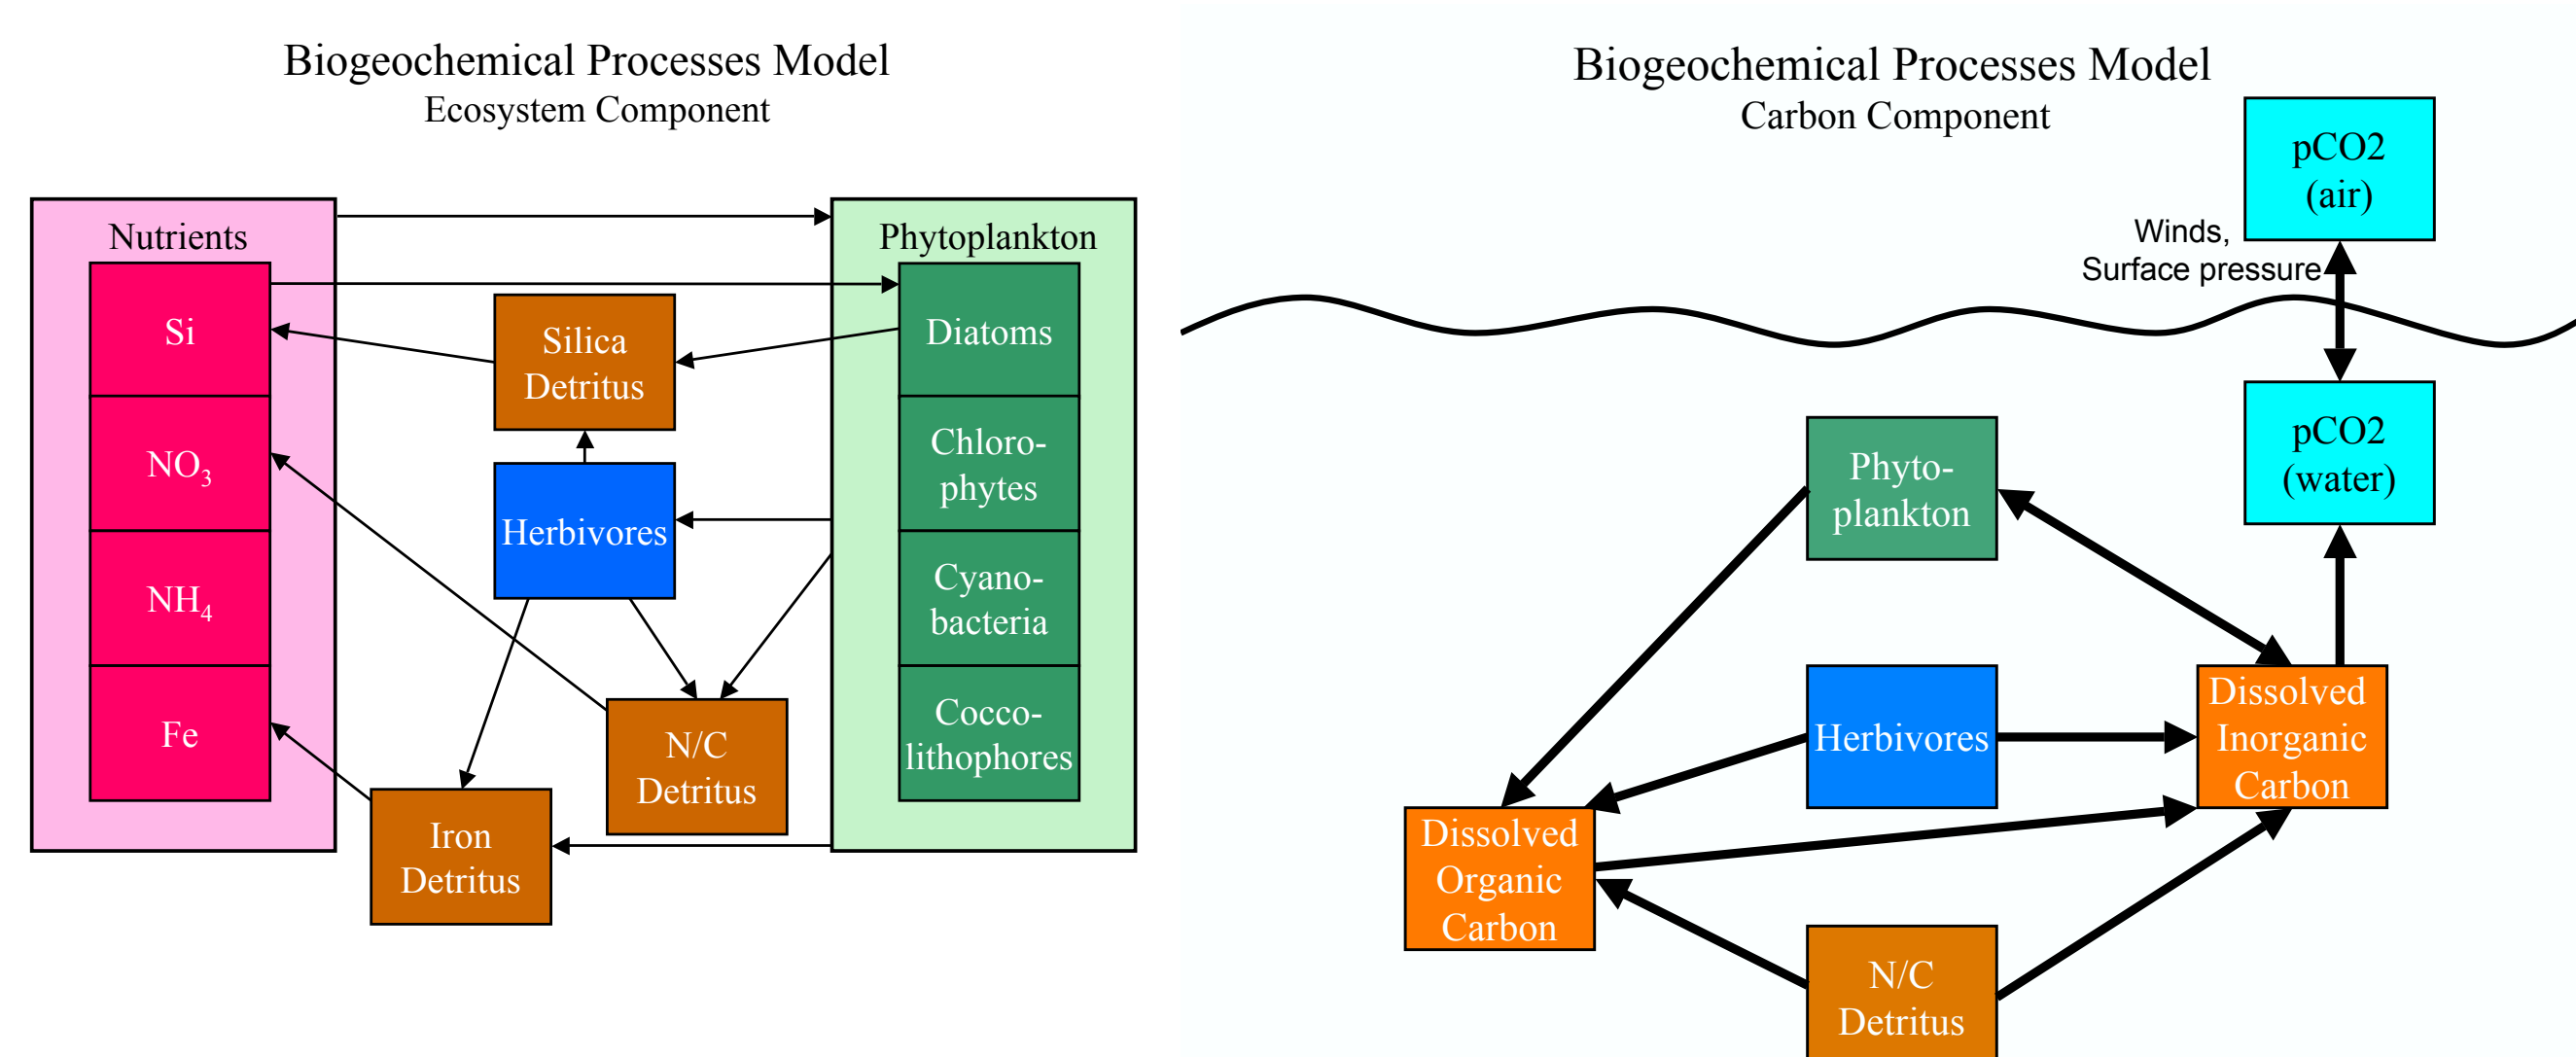 Biogeochemical Processes Model
Ecosystem Component
Nutrients
Si
NO₃
NH₄
Fe
Silica
Detritus
Herbivores
N/C
Detritus
Iron
Detritus
Phytoplankton
Diatoms
Chloro-
phytes
Cyano-
bacteria
Cocco-
lithophores
Biogeochemical Processes Model
Carbon Component
pCO2
(air)
Winds,
Surface pressure
pCO2
(water)
Phyto-
plankton
Herbivores
Dissolved
Inorganic
Carbon
Dissolved
Organic
Carbon
N/C
Detritus